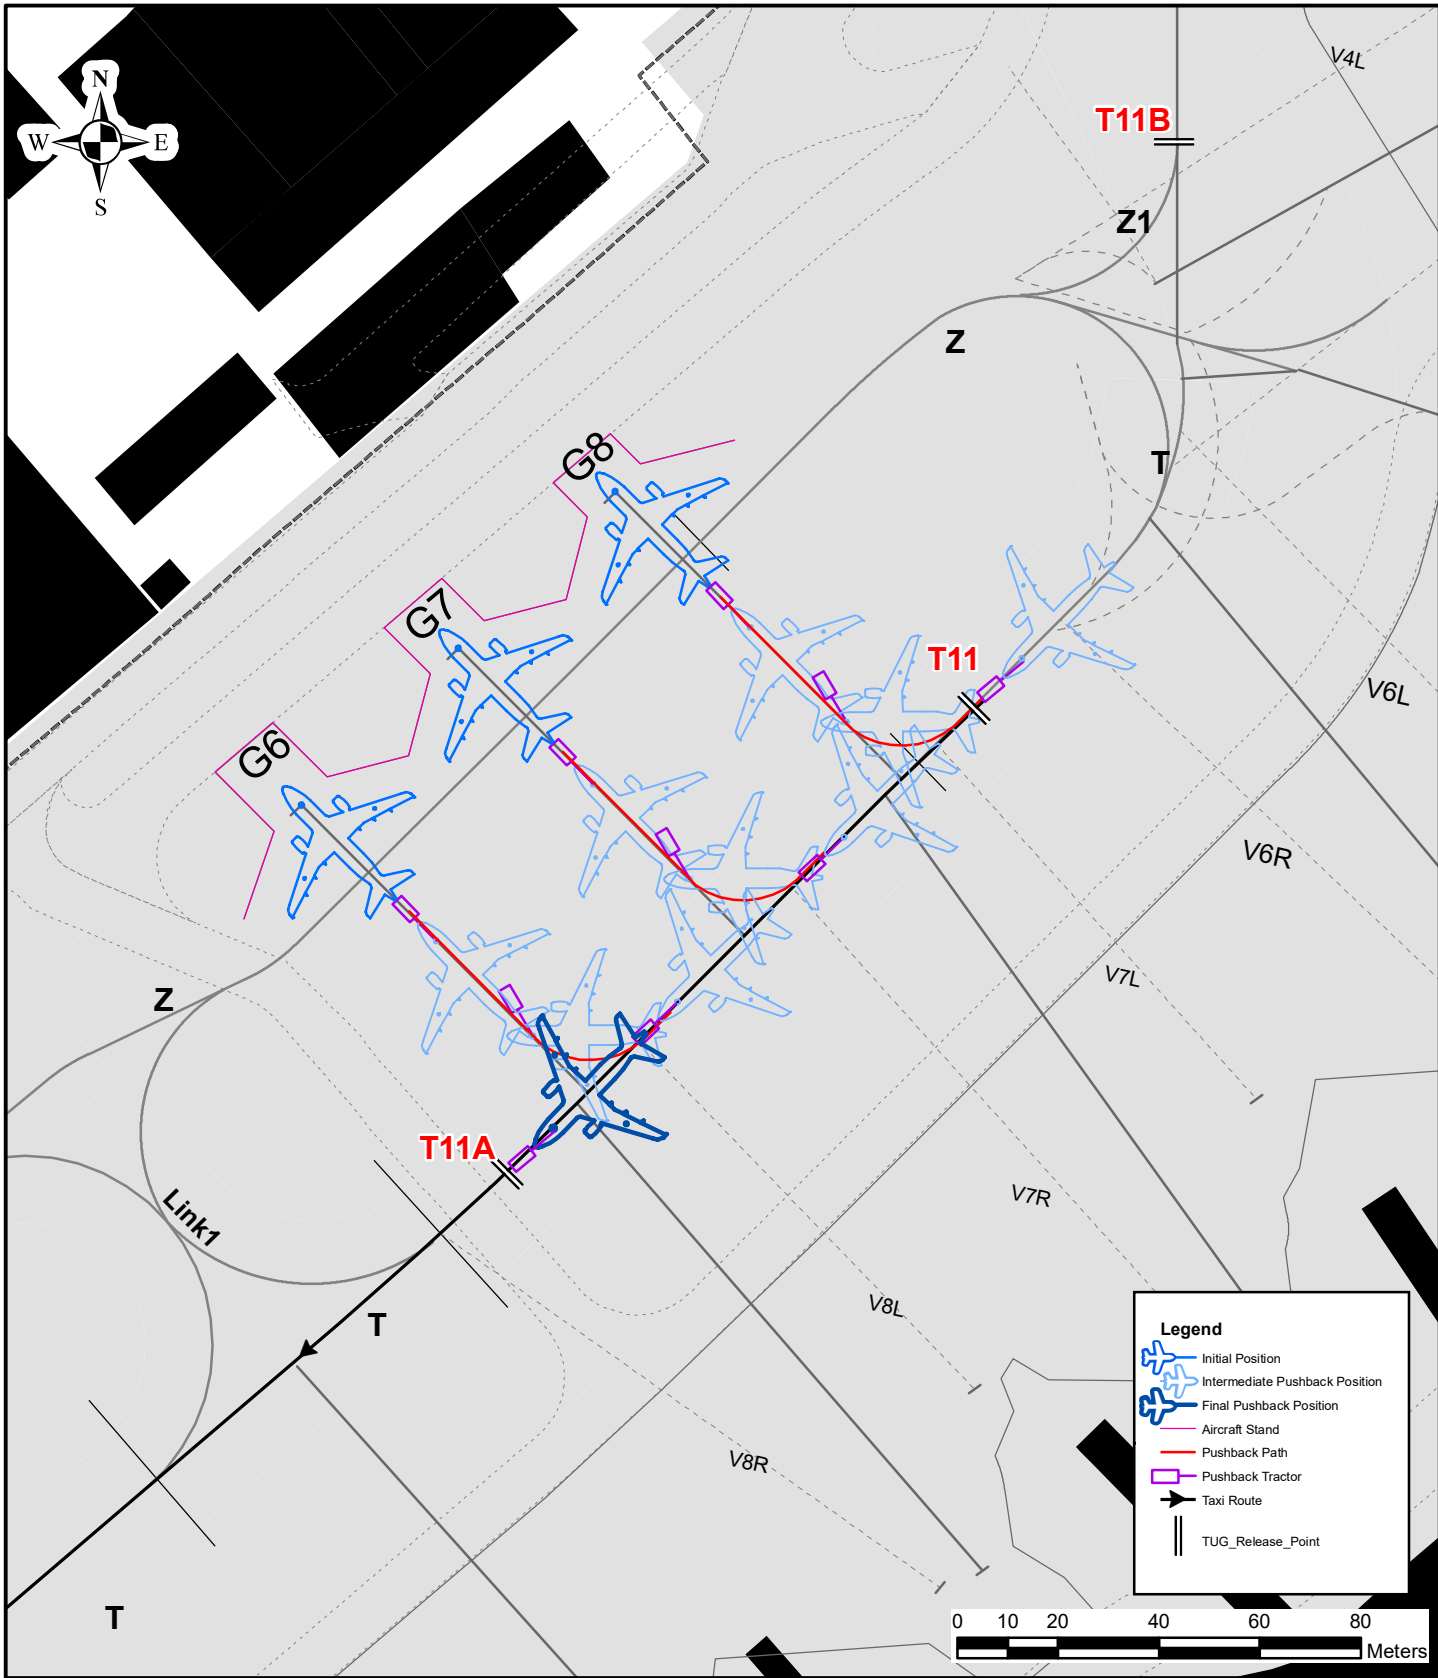 V4L
T11B
N
W E
S
Z1
Z
G8
T
G7
T11
V6L
G6
V6R
V7L
Z
T11A
V7R
Link1
V8L
T
V8R
T
Legend
Initial Position
Intermediate Pushback Position
Final Pushback Position
Aircraft Stand
Pushback Path
Pushback Tractor
Taxi Route
TUG_Release_Point
0 10 20 40 60 80
Meters